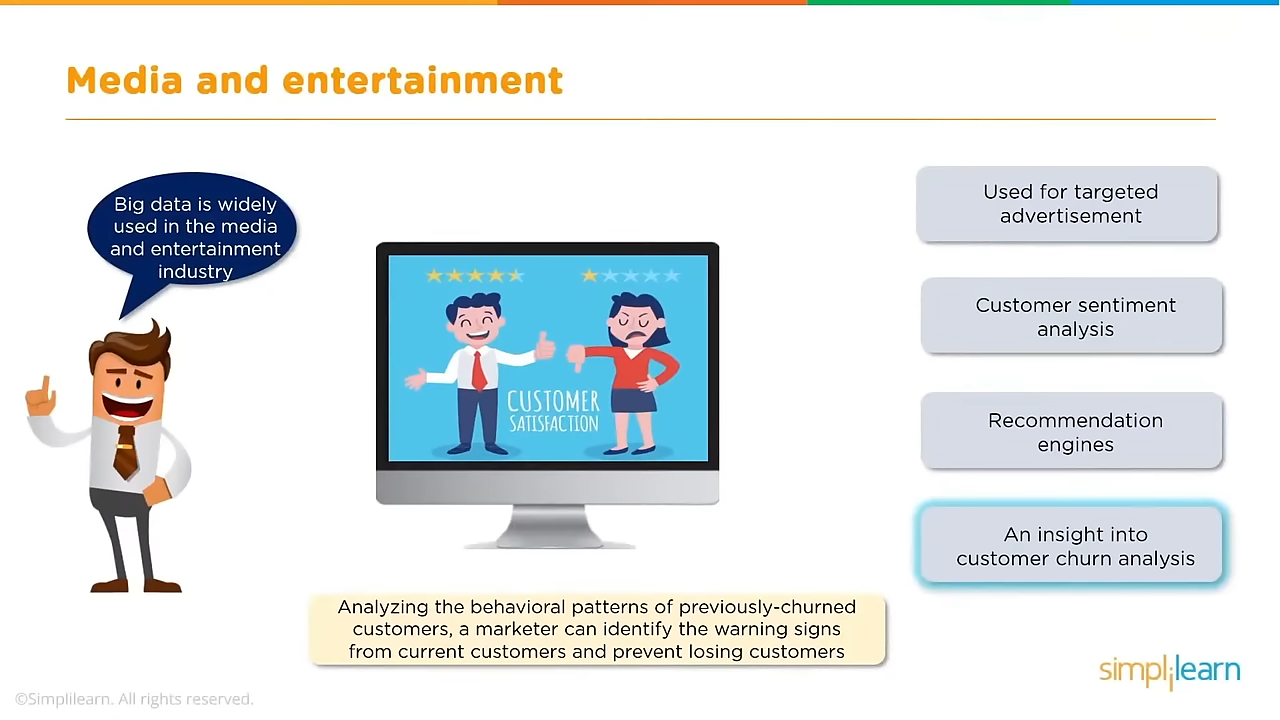 Media and entertainment
Big data is widely
used in the media
and entertainment
industry
CUSTOMER
SATISFACTION
Used for targeted
advertisement
Customer sentiment
analysis
Recommendation
engines
An insight into
customer churn analysis
Analyzing the behavioral patterns of previously-churned
customers, a marketer can identify the warning signs
from current customers and prevent losing customers
simplilearn
©Simplilearn. All rights reserved.